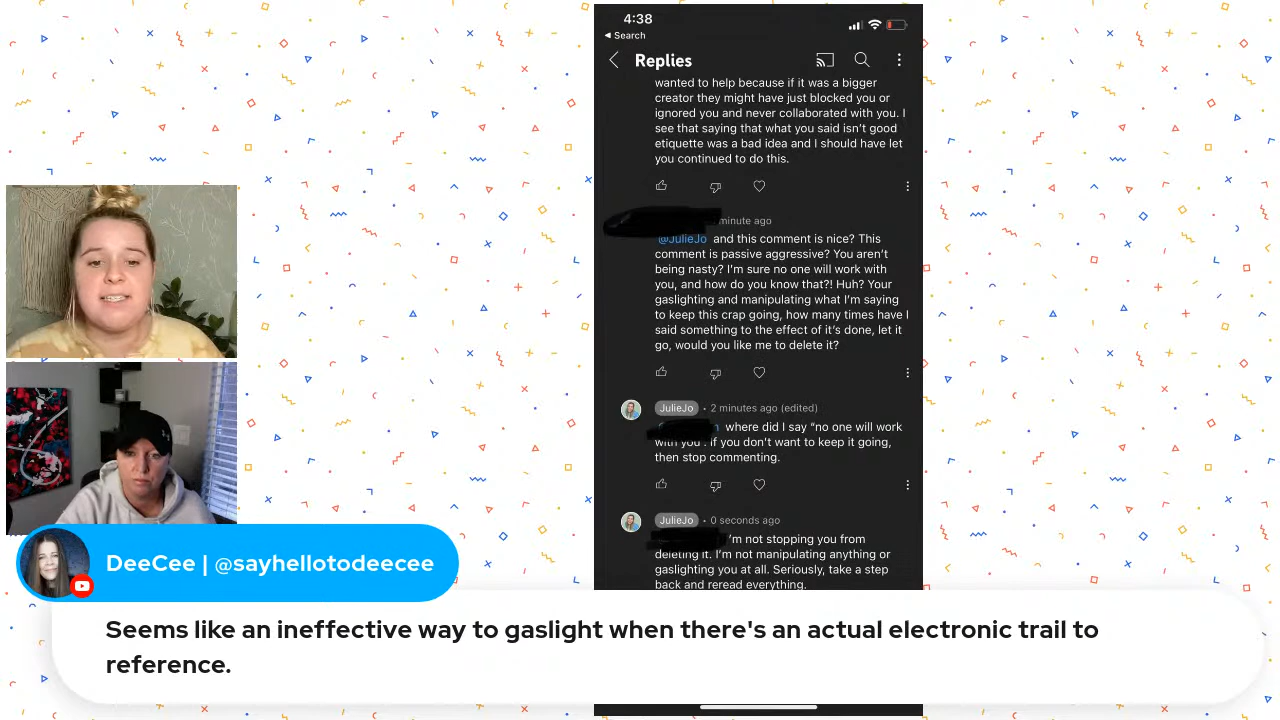 4:38
Search
Replies
wanted to help because if it was a bigger
creator they might have just blocked you or
ignored you and never collaborated with you. I
see that saying that what you said isn't good
etiquette was a bad idea and I should have let
you continued to do this.
minute ago
@JulieJo and this comment is nice? This
comment is passive aggressive? You aren't
being nasty? I'm sure no one will work with
you, and how do you know that?! Huh? Your
gaslighting and manipulating what I'm saying
to keep this crap going, how many times have I
said something to the effect of it's done, let it
go, would you like me to delete it?
JulieJo • 2 minutes ago (edited)
where did I say "no one will work
with you". if you don't want to keep it going,
then stop commenting.
JulieJo • 0 seconds ago
I'm not stopping you from
deleting it. I'm not manipulating anything or
gaslighting you at all. Seriously, take a step
back and reread everything.
DeeCee | @sayhellotodeecee
Seems like an ineffective way to gaslight when there's an actual electronic trail to
reference.